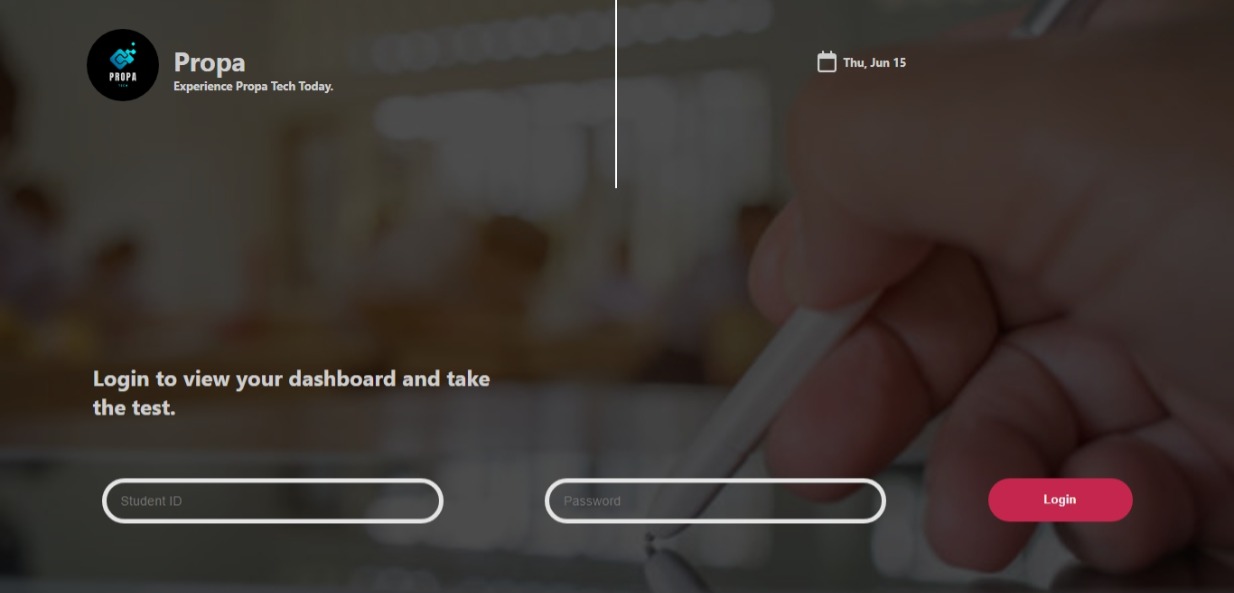 PROPA
TECH
Propa
Experience Propa Tech Today.
Thu, Jun 15
Login to view your dashboard and take
the test.
Student ID
Password
Login